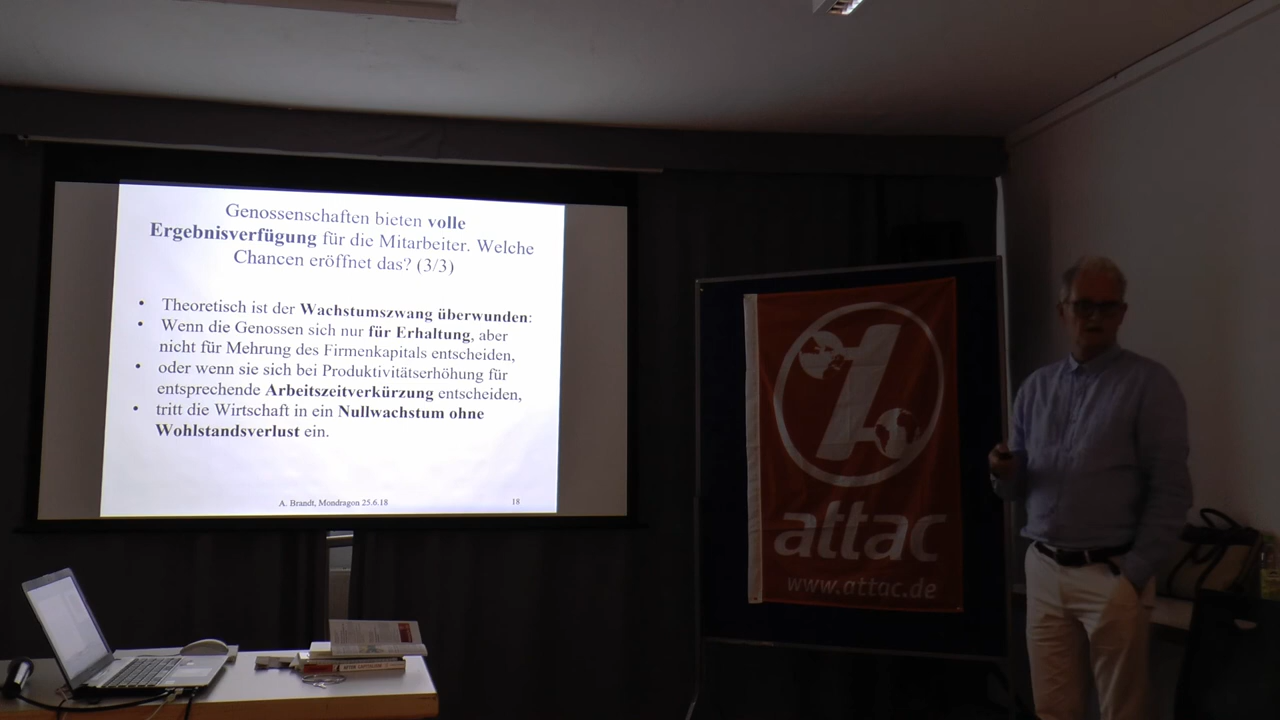 Genossenschaften bieten volle
Ergebnisverfügung für die Mitarbeiter. Welche
Chancen eröffnet das? (3/3)
• Theoretisch ist der Wachstumszwang überwunden:
• Wenn die Genossen sich nur für Erhaltung, aber
nicht für Mehrung des Firmenkapitals entscheiden,
• oder wenn sie sich bei Produktivitätserhöhung für
entsprechende Arbeitszeitverkürzung entscheiden,
• tritt die Wirtschaft in ein Nullwachstum ohne
Wohlstandsverlust ein.
A. Brandt, Mondragon 25.6.18
18
attac
www.attac.de
AFTER CAPITALISM